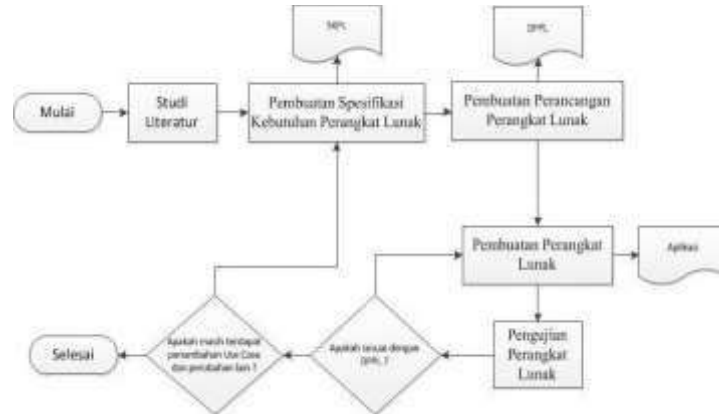 SKPL
DPPL
Mulai
Studi
Literatur
Pembuatan Spesifikasi
Kebutuhan Perangkat Lunak
Pembuatan Perancangan
Perangkat Lunak
Pembuatan Perangkat
Lunak
Aplikasi
Selesai
Apakah masih terdapat
penambahan Use Case
dan perubahan lain ?
Apakah sesuai dengan
DPPL ?
Pengujian
Perangkat
Lunak